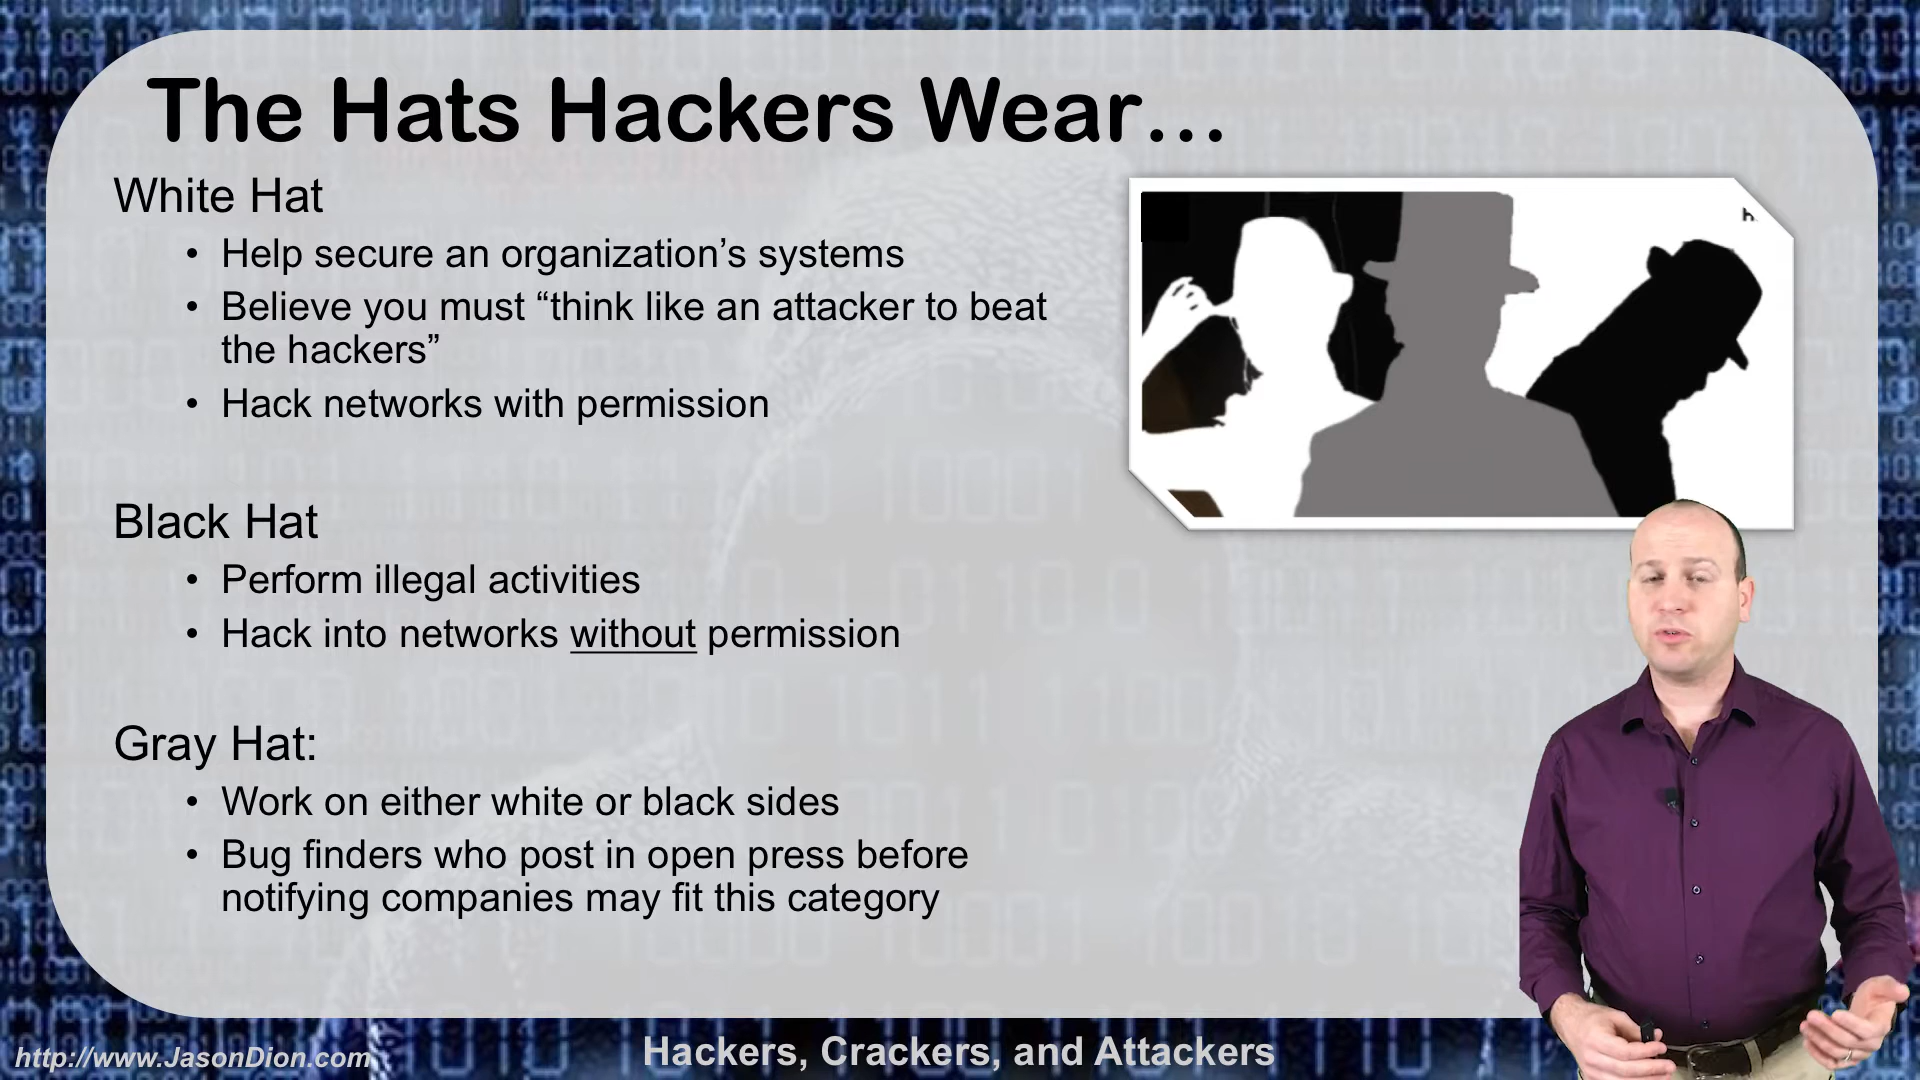 The Hats Hackers Wear…
White Hat
• Help secure an organization’s systems
• Believe you must “think like an attacker to beat
the hackers”
• Hack networks with permission
Black Hat
• Perform illegal activities
• Hack into networks without permission
Gray Hat:
• Work on either white or black sides
• Bug finders who post in open press before
notifying companies may fit this category
http://www.JasonDion.com
Hackers, Crackers, and Attackers